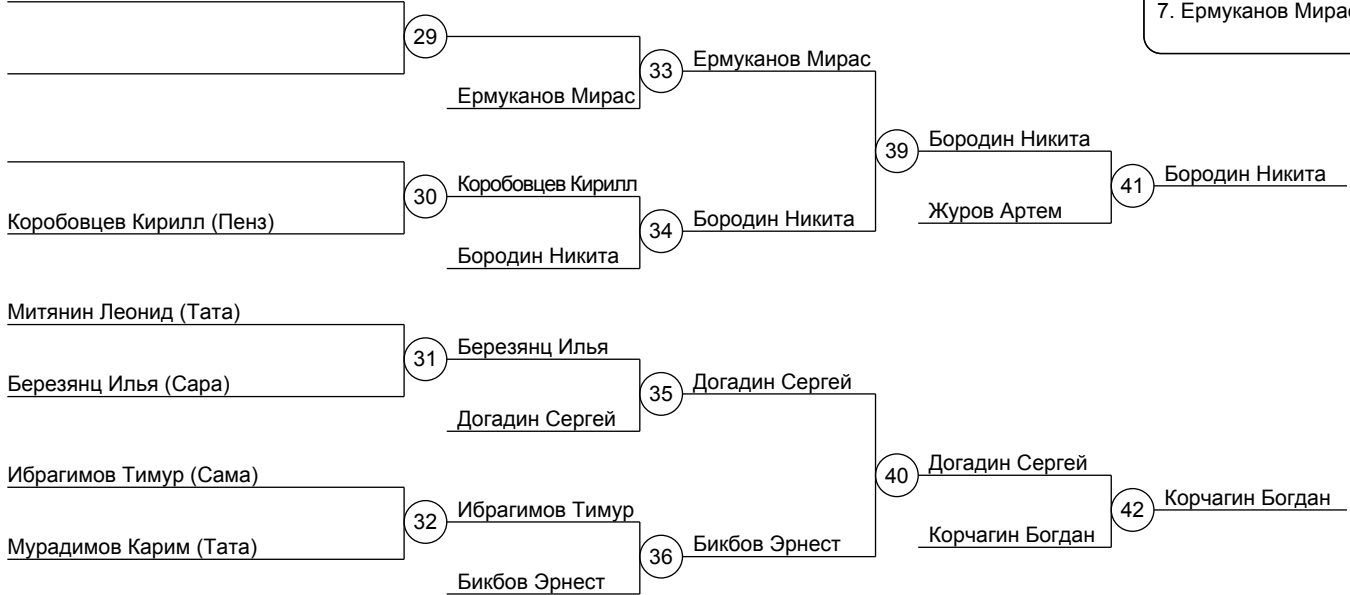 7. Ермуканов Мирас
29
33
Ермуканов Мирас
Ермуканов Мирас
39
Бородин Никита
30
Коробовцев Кирилл
41
Бородин Никита
Коробовцев Кирилл (Пенз)
34
Бородин Никита
Журов Артем
Бородин Никита
Митянин Леонид (Тата)
31
Березянц Илья
Березянц Илья (Сара)
35
Догадин Сергей
Догадин Сергей
Ибрагимов Тимур (Сама)
40
Догадин Сергей
32
Ибрагимов Тимур
42
Корчагин Богдан
Мурадимов Карим (Тата)
36
Бикбов Эрнест
Корчагин Богдан
Бикбов Эрнест